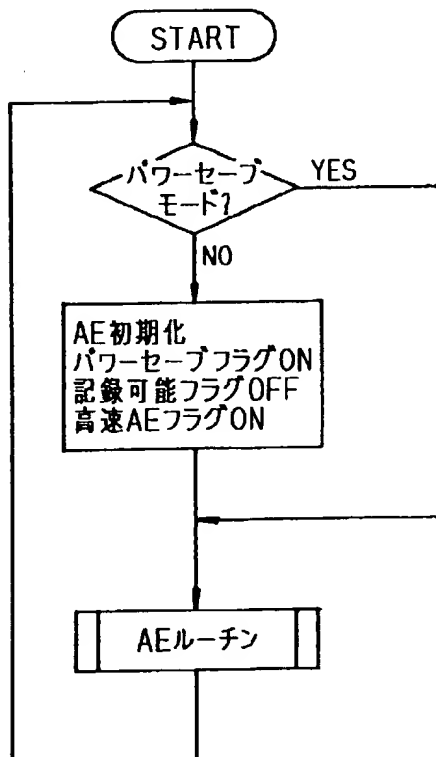 START
パワーセーブ
モード?
YES
NO
AE初期化
パワーセーブフラグON
記録可能フラグOFF
高速AEフラグON
AEルーチン